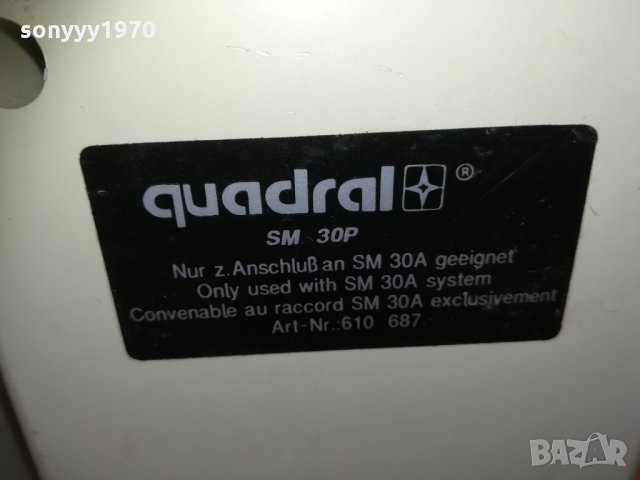 sonyyy1970
quadral ®
SM 30P
Nur z. Anschluß an SM 30A geeignet
Only used with SM 30A system
Convenable au raccord SM 30A exclusivement
Art-Nr.:610 687
BAZAR